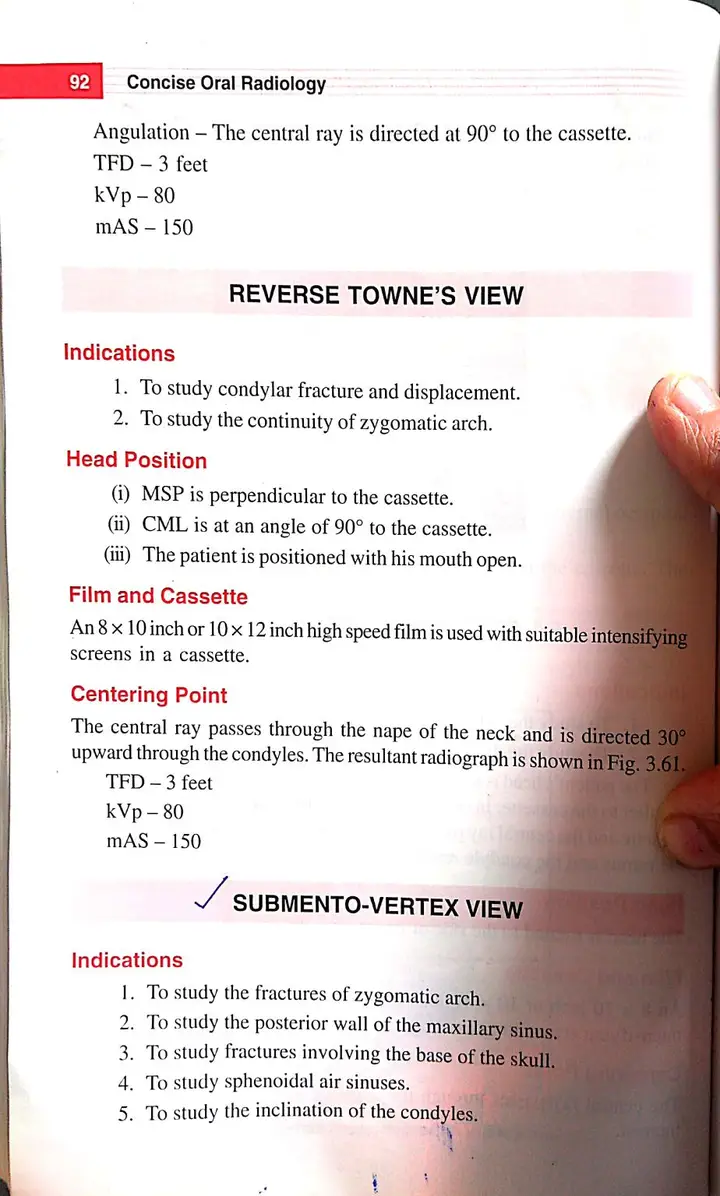 92 Concise Oral Radiology
Angulation – The central ray is directed at 90° to the cassette.
TFD – 3 feet
kVp – 80
mAS – 150
REVERSE TOWNE'S VIEW
Indications
1. To study condylar fracture and displacement.
2. To study the continuity of zygomatic arch.
Head Position
(i) MSP is perpendicular to the cassette.
(ii) CML is at an angle of 90° to the cassette.
(iii) The patient is positioned with his mouth open.
Film and Cassette
An 8 × 10 inch or 10 × 12 inch high speed film is used with suitable intensifying
screens in a cassette.
Centering Point
The central ray passes through the nape of the neck and is directed 30°
upward through the condyles. The resultant radiograph is shown in Fig. 3.61.
TFD – 3 feet
kVp – 80
mAS – 150
SUBMENTO-VERTEX VIEW
Indications
1. To study the fractures of zygomatic arch.
2. To study the posterior wall of the maxillary sinus.
3. To study fractures involving the base of the skull.
4. To study sphenoidal air sinuses.
5. To study the inclination of the condyles.